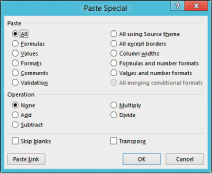 Paste Special
Paste
All
All using Source theme
Formulas
All except borders
Values
Column widths
Formats
Formulas and number formats
Comments
Values and number formats
Validation
All merging conditional formats
Operation
None
Multiply
Add
Divide
Subtract
Skip blanks
Transpose
Paste Link
OK
Cancel